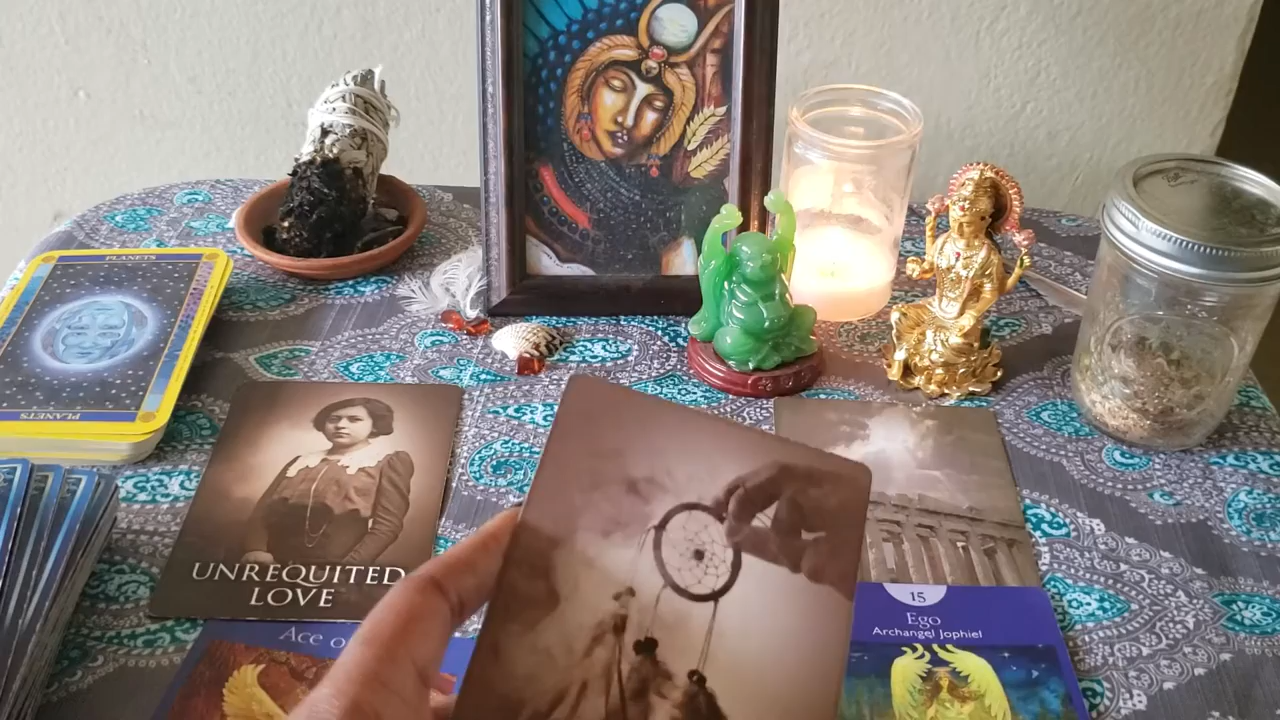 PLANETS
PLANETS
UNREQUITED
LOVE
Ace o
15
Ego
Archangel Jophiel